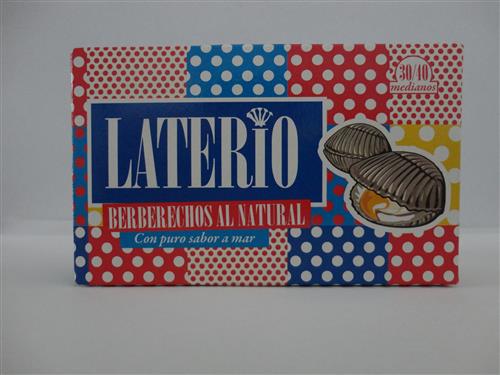 30/40
medianos
LATERIO
BERBERECHOS AL NATURAL
Con puro sabor a mar